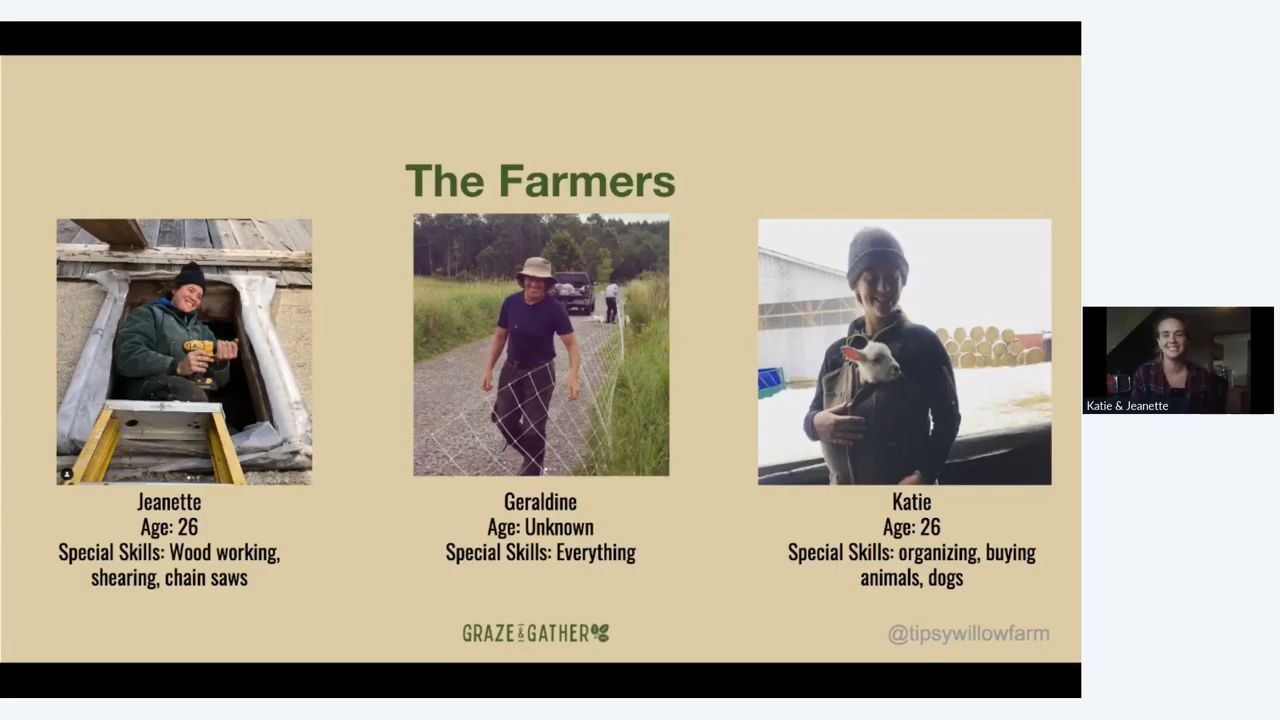 The Farmers
Jeanette
Age: 26
Special Skills: Wood working,
shearing, chain saws
Geraldine
Age: Unknown
Special Skills: Everything
Katie
Age: 26
Special Skills: organizing, buying
animals, dogs
GRAZE & GATHER
@tipsywillowfarm
Katie & Jeanette